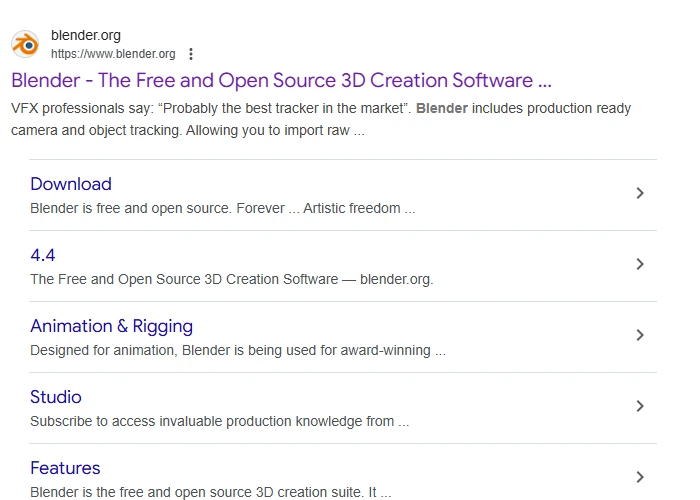 blender.org
https://www.blender.org
Blender - The Free and Open Source 3D Creation Software ...
VFX professionals say: “Probably the best tracker in the market”. Blender includes production ready
camera and object tracking. Allowing you to import raw ...
Download
Blender is free and open source. Forever ... Artistic freedom ...
4.4
The Free and Open Source 3D Creation Software — blender.org.
Animation & Rigging
Designed for animation, Blender is being used for award-winning ...
Studio
Subscribe to access invaluable production knowledge from ...
Features
Blender is the free and open source 3D creation suite. It ...